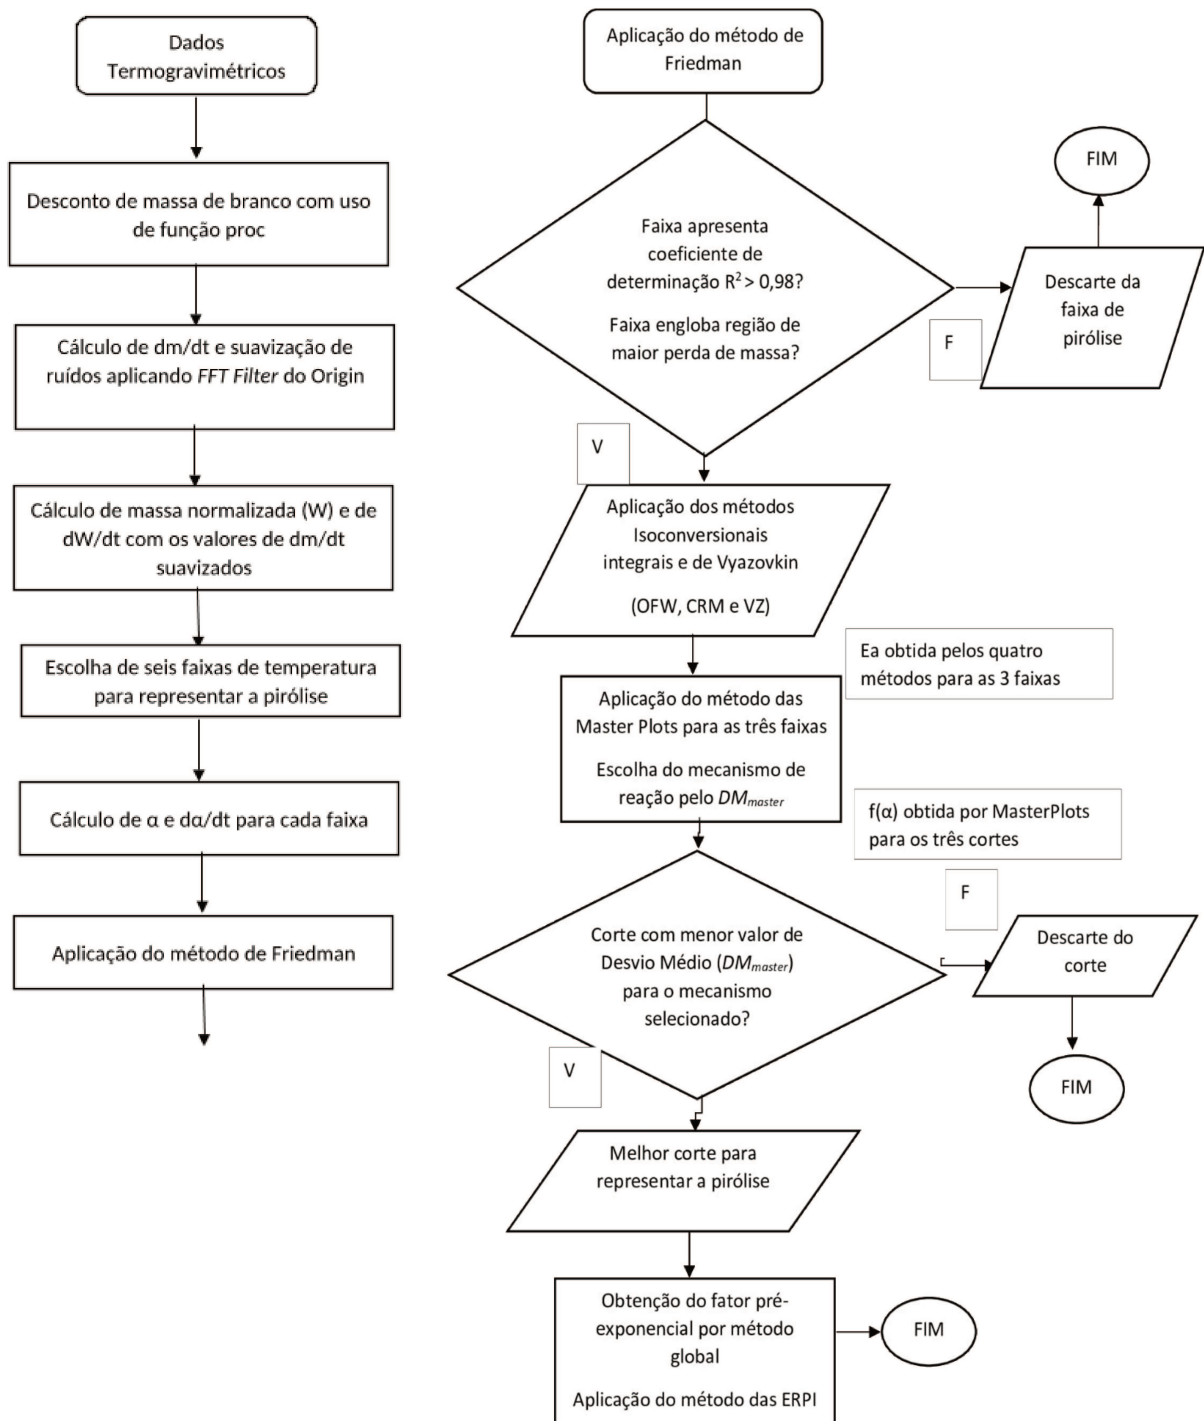 Dados
Termogravimétricos
Desconto de massa de branco com uso
de função proc
Cálculo de dm/dt e suavização de
ruídos aplicando FFT Filter do Origin
Cálculo de massa normalizada (W) e de
dW/dt com os valores de dm/dt
suavizados
Escolha de seis faixas de temperatura
para representar a pirólise
Cálculo de α e dα/dt para cada faixa
Aplicação do método de Friedman
Aplicação do método de
Friedman
Faixa apresenta
coeficiente de
determinação R² > 0,98?
Faixa engloba região de
maior perda de massa?
F
Descarte da
faixa de
pirólise
FIM
V
Aplicação dos métodos
Isoconversionais
integrais e de Vyazovkin
(OFW, CRM e VZ)
Ea obtida pelos quatro
métodos para as 3 faixas
Aplicação do método das
Master Plots para as três faixas
Escolha do mecanismo de
reação pelo DMmaster
f(α) obtida por MasterPlots
para os três cortes
F
Corte com menor valor de
Desvio Médio (DMmaster)
para o mecanismo
selecionado?
Descarte do
corte
FIM
V
Melhor corte para
representar a pirólise
Obtenção do fator pré-
exponencial por método
global
Aplicação do método das ERPI
FIM